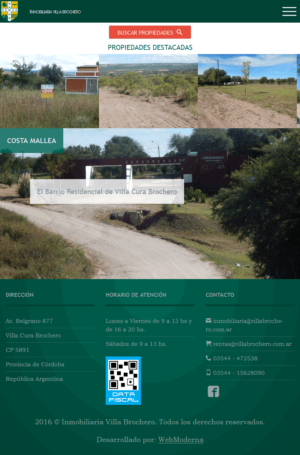 INMOBILIARIA VILLA BROCHERO
BUSCAR PROPIEDADES
PROPIEDADES DESTACADAS
COSTA MALLEA
El Barrio Residencial de Villa Cura Brochero
DIRECCIÓN
Av. Belgrano 877
Villa Cura Brochero
CP 5891
Provincia de Córdoba
República Argentina
HORARIO DE ATENCIÓN
Lunes a Viernes de 9 a 13 hs y
de 16 a 20 hs.
Sábados de 9 a 13 hs.
DATA
FISCAL
CONTACTO
inmobiliaria@villabroche-
ro.com.ar
ventas@villabrochero.com.ar
03544 - 472538
03544 - 15628090
2016 © Inmobiliaria Villa Brochero. Todos los derechos reservados.
Desarrollado por: WebModerna